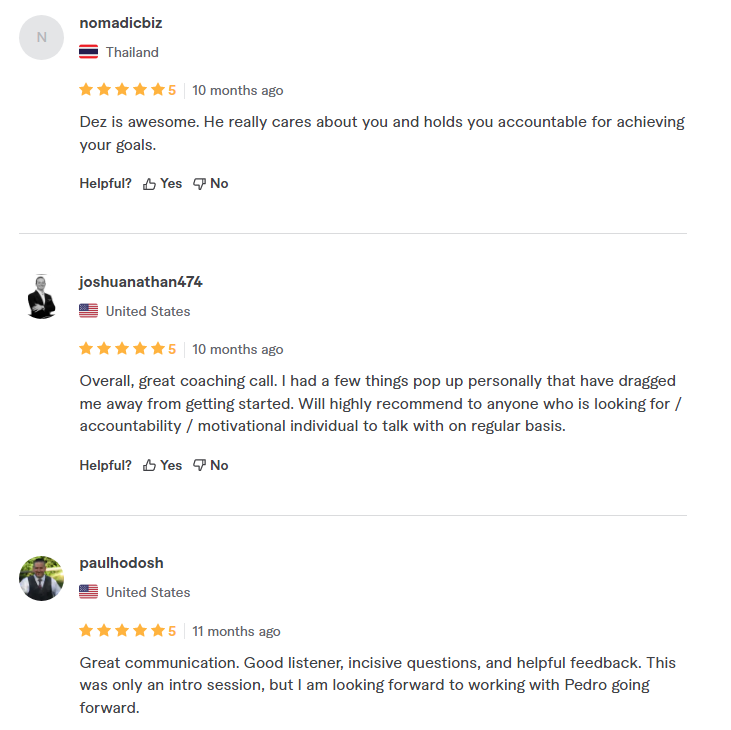 N
nomadicbiz
Thailand
5 | 10 months ago
Dez is awesome. He really cares about you and holds you accountable for achieving
your goals.
Helpful? Yes No
joshuanathan474
United States
5 | 10 months ago
Overall, great coaching call. I had a few things pop up personally that have dragged
me away from getting started. Will highly recommend to anyone who is looking for /
accountability / motivational individual to talk with on regular basis.
Helpful? Yes No
paulhodosh
United States
5 | 11 months ago
Great communication. Good listener, incisive questions, and helpful feedback. This
was only an intro session, but I am looking forward to working with Pedro going
forward.